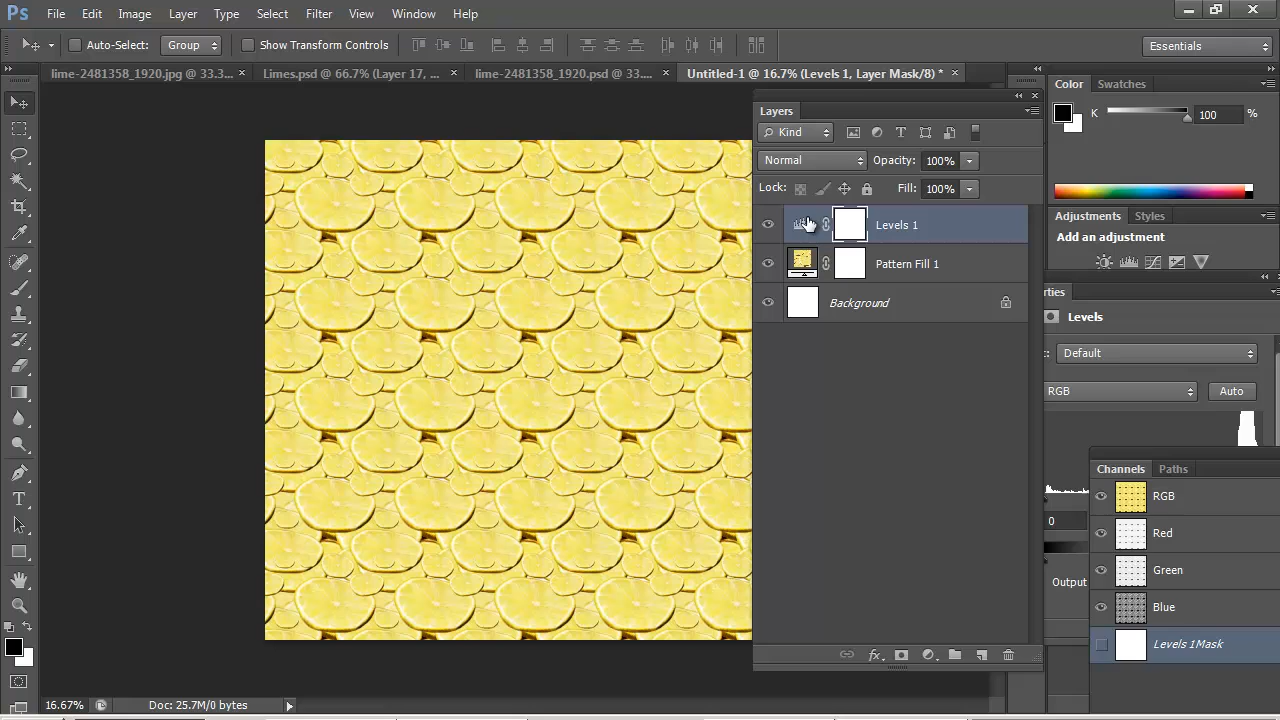 Ps File Edit Image Layer Type Select Filter View Window Help
Auto-Select: Group Show Transform Controls Essentials
lime-2481358_1920.jpg @ 33.3... × Limes.psd @ 66.7% (Layer 17, ... × lime-2481358_1920.psd @ 33.... × Untitled-1 @ 16.7% (Levels 1, Layer Mask/8) * ×
Color Swatches
K 100 %
Layers
Kind
Normal Opacity: 100%
Lock: Fill: 100%
Levels 1
Pattern Fill 1
Background
Adjustments Styles
Add an adjustment
rties
Levels
: Default
RGB Auto
0
Output
Channels Paths
RGB
Red
Green
Blue
Levels 1Mask
fx
16.67% Doc: 25.7M/0 bytes